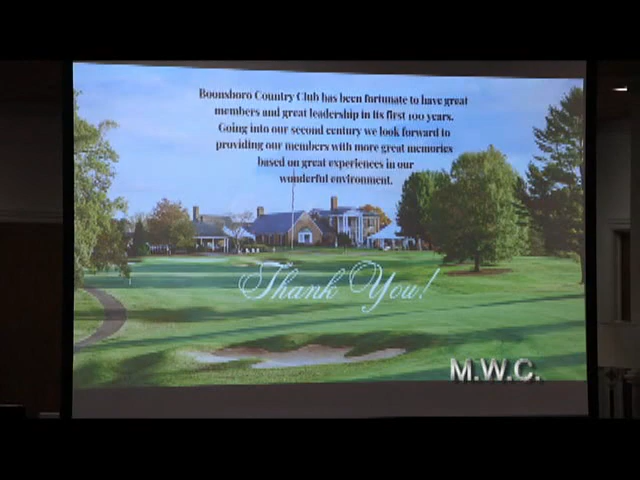 Boonsboro Country Club has been fortunate to have great
members and great leadership in its first 100 years.
Going into our second century we look forward to
providing our members with more great memories
based on great experiences in our
wonderful environment.
Thank You!
M.W.C.